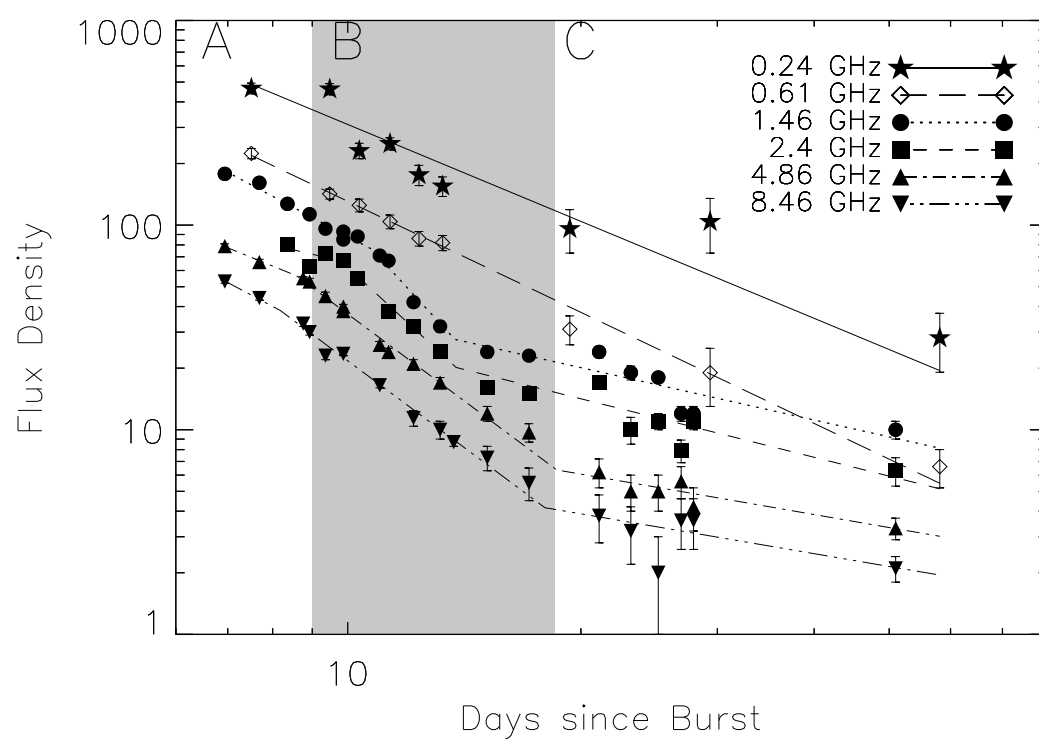 1000
A
B
C
0.24 GHz
0.61 GHz
1.46 GHz
2.4 GHz
4.86 GHz
8.46 GHz
100
10
1
Flux Density
10
Days since Burst